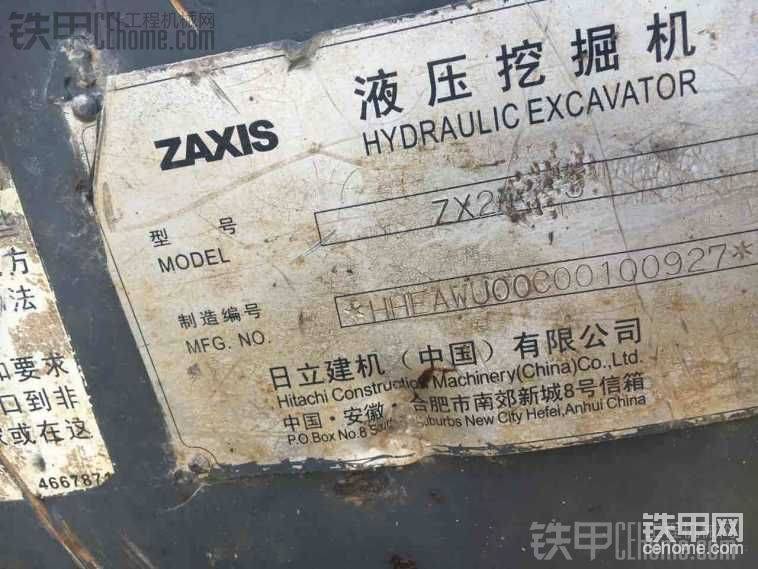 铁甲工程机械网
CEhome.com
液压挖掘机
ZAXIS
HYDRAULIC EXCAVATOR
型号
MODEL
制造编号
*HHEAWU00C00100927*
MFG. NO.
日立建机（中国）有限公司
Hitachi Construction Machinery(China)Co.,Ltd.
中国·安徽·合肥市南郊新城8号信箱
P.O.Box No.8 Suburbs New City Hefei,Anhui China
方
法
要求
口到非
或在这
铁甲网
cehome.com
铁甲